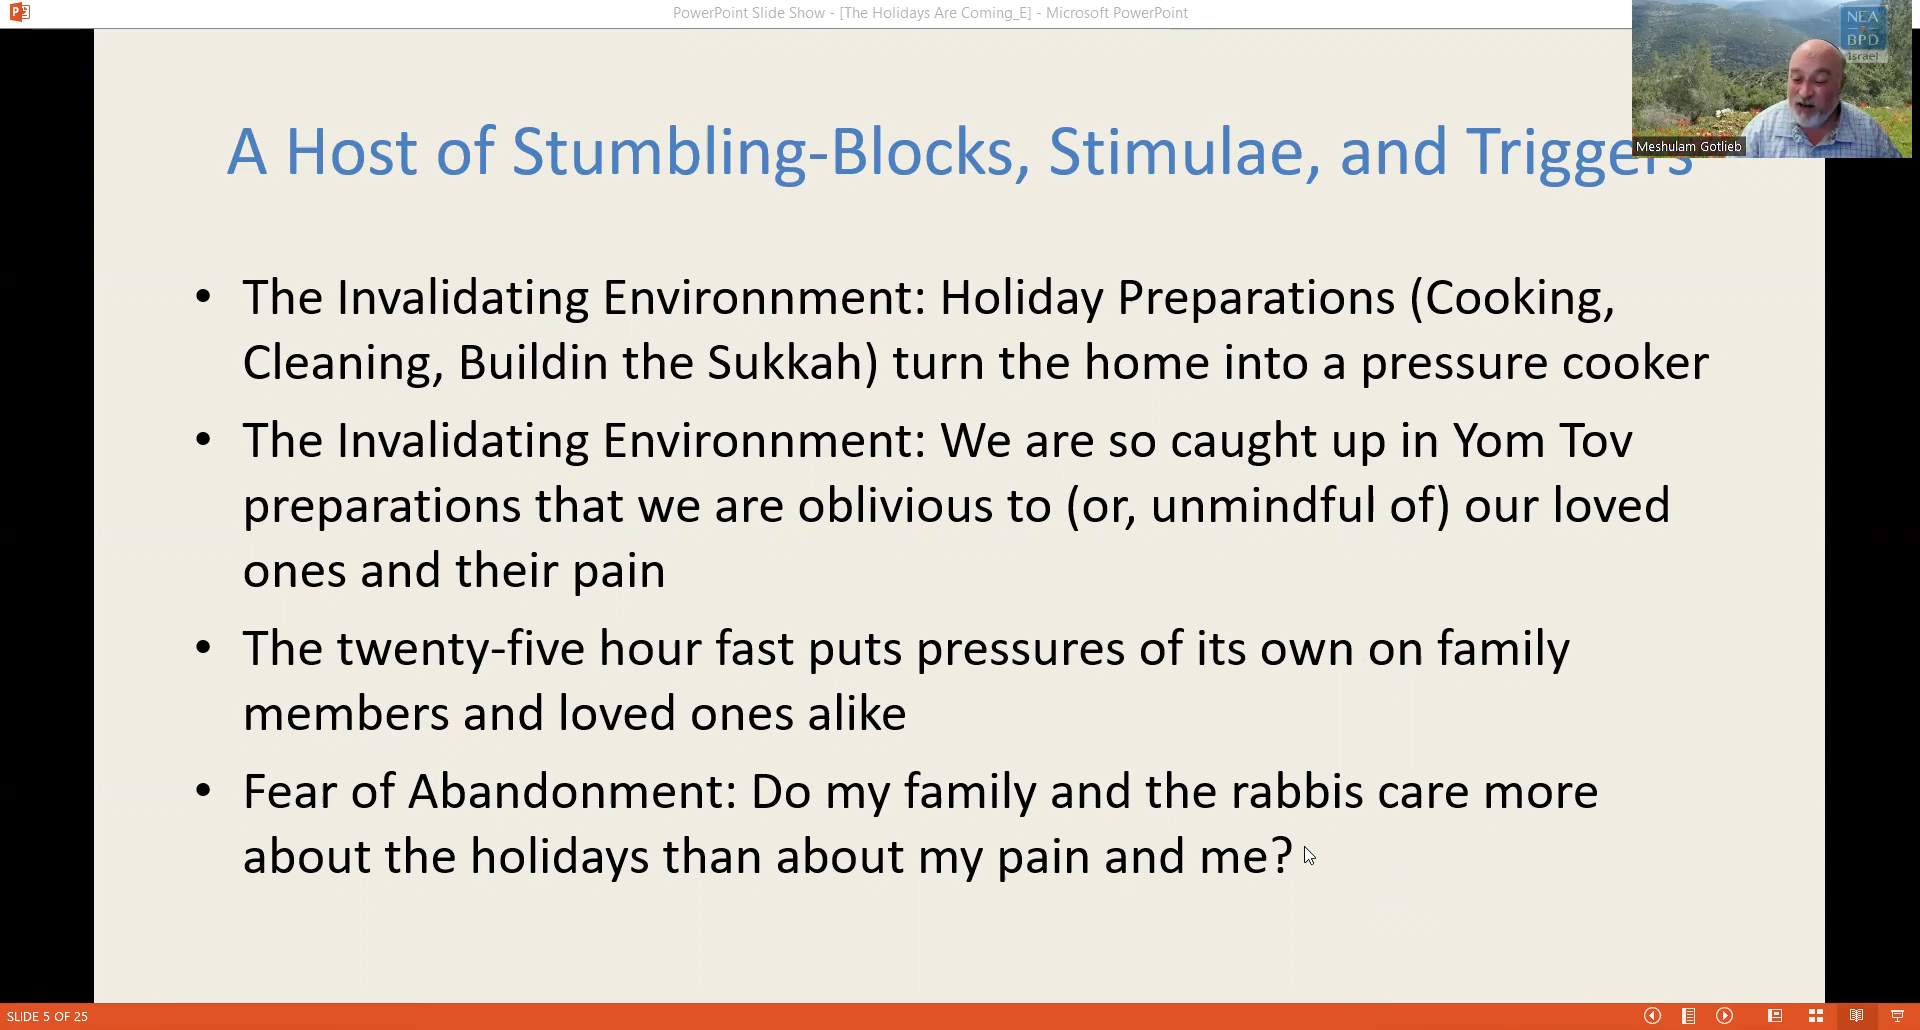 PowerPoint Slide Show - [The Holidays Are Coming_E] - Microsoft PowerPoint
NEA
BPD
Israel
Meshulam Gotlieb
A Host of Stumbling-Blocks, Stimulae, and Triggers
• The Invalidating Environnment: Holiday Preparations (Cooking,
Cleaning, Buildin the Sukkah) turn the home into a pressure cooker
• The Invalidating Environnment: We are so caught up in Yom Tov
preparations that we are oblivious to (or, unmindful of) our loved
ones and their pain
• The twenty-five hour fast puts pressures of its own on family
members and loved ones alike
• Fear of Abandonment: Do my family and the rabbis care more
about the holidays than about my pain and me?
SLIDE 5 OF 25